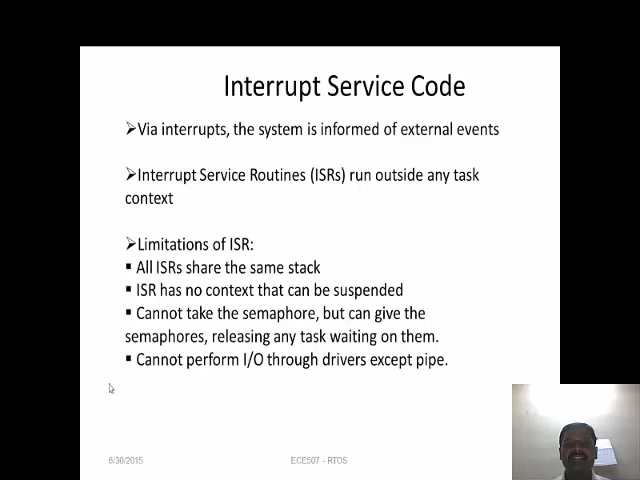 Interrupt Service Code
➢Via interrupts, the system is informed of external events
➢Interrupt Service Routines (ISRs) run outside any task
context
➢Limitations of ISR:
▪ All ISRs share the same stack
▪ ISR has no context that can be suspended
▪ Cannot take the semaphore, but can give the
semaphores, releasing any task waiting on them.
▪ Cannot perform I/O through drivers except pipe.
6/30/2015 ECE507 - RTOS